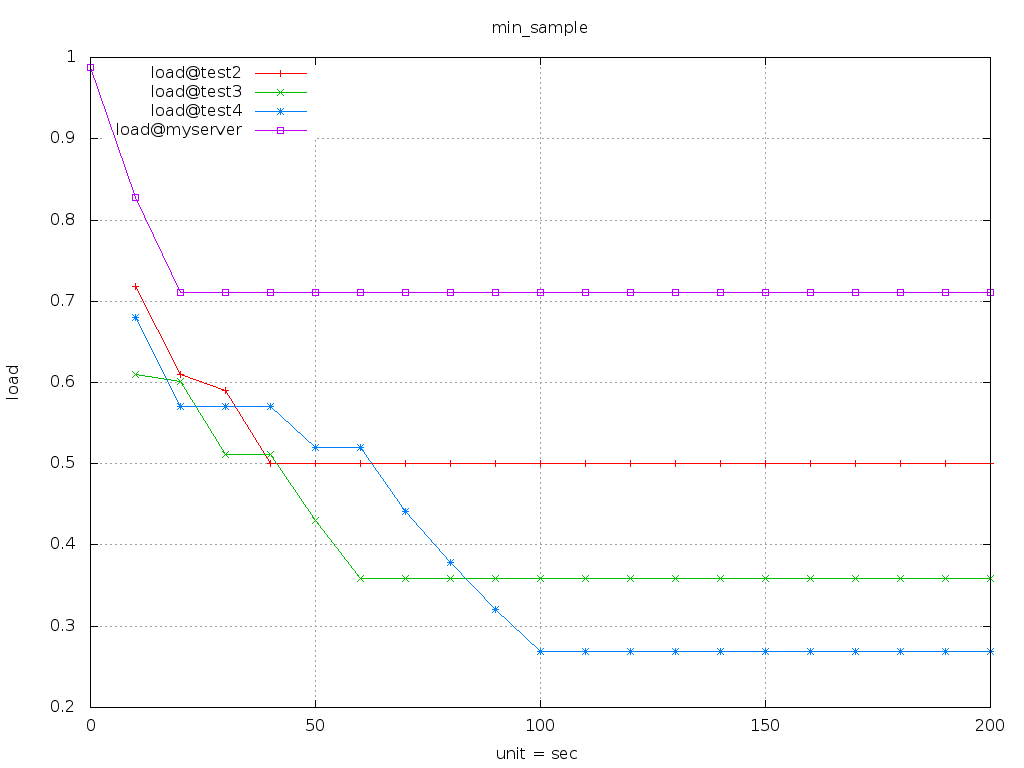 min_sample
load@test2
load@test3
load@test4
load@myserver
1
0.9
0.8
0.7
0.6
0.5
0.4
0.3
0.2
load
0 50 100 150 200
unit = sec